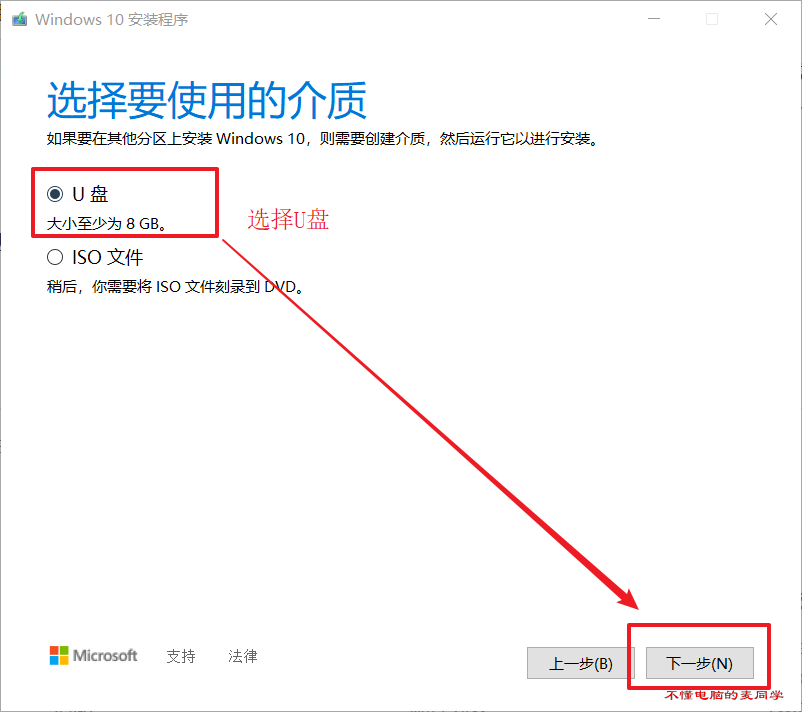 Windows 10 安装程序
选择要使用的介质
如果要在其他分区上安装 Windows 10，则需要创建介质，然后运行它以进行安装。
U 盘
大小至少为 8 GB。
选择U盘
ISO 文件
稍后，你需要将 ISO 文件刻录到 DVD。
Microsoft 支持 法律 上一步(B) 下一步(N)
不懂电脑的麦同学